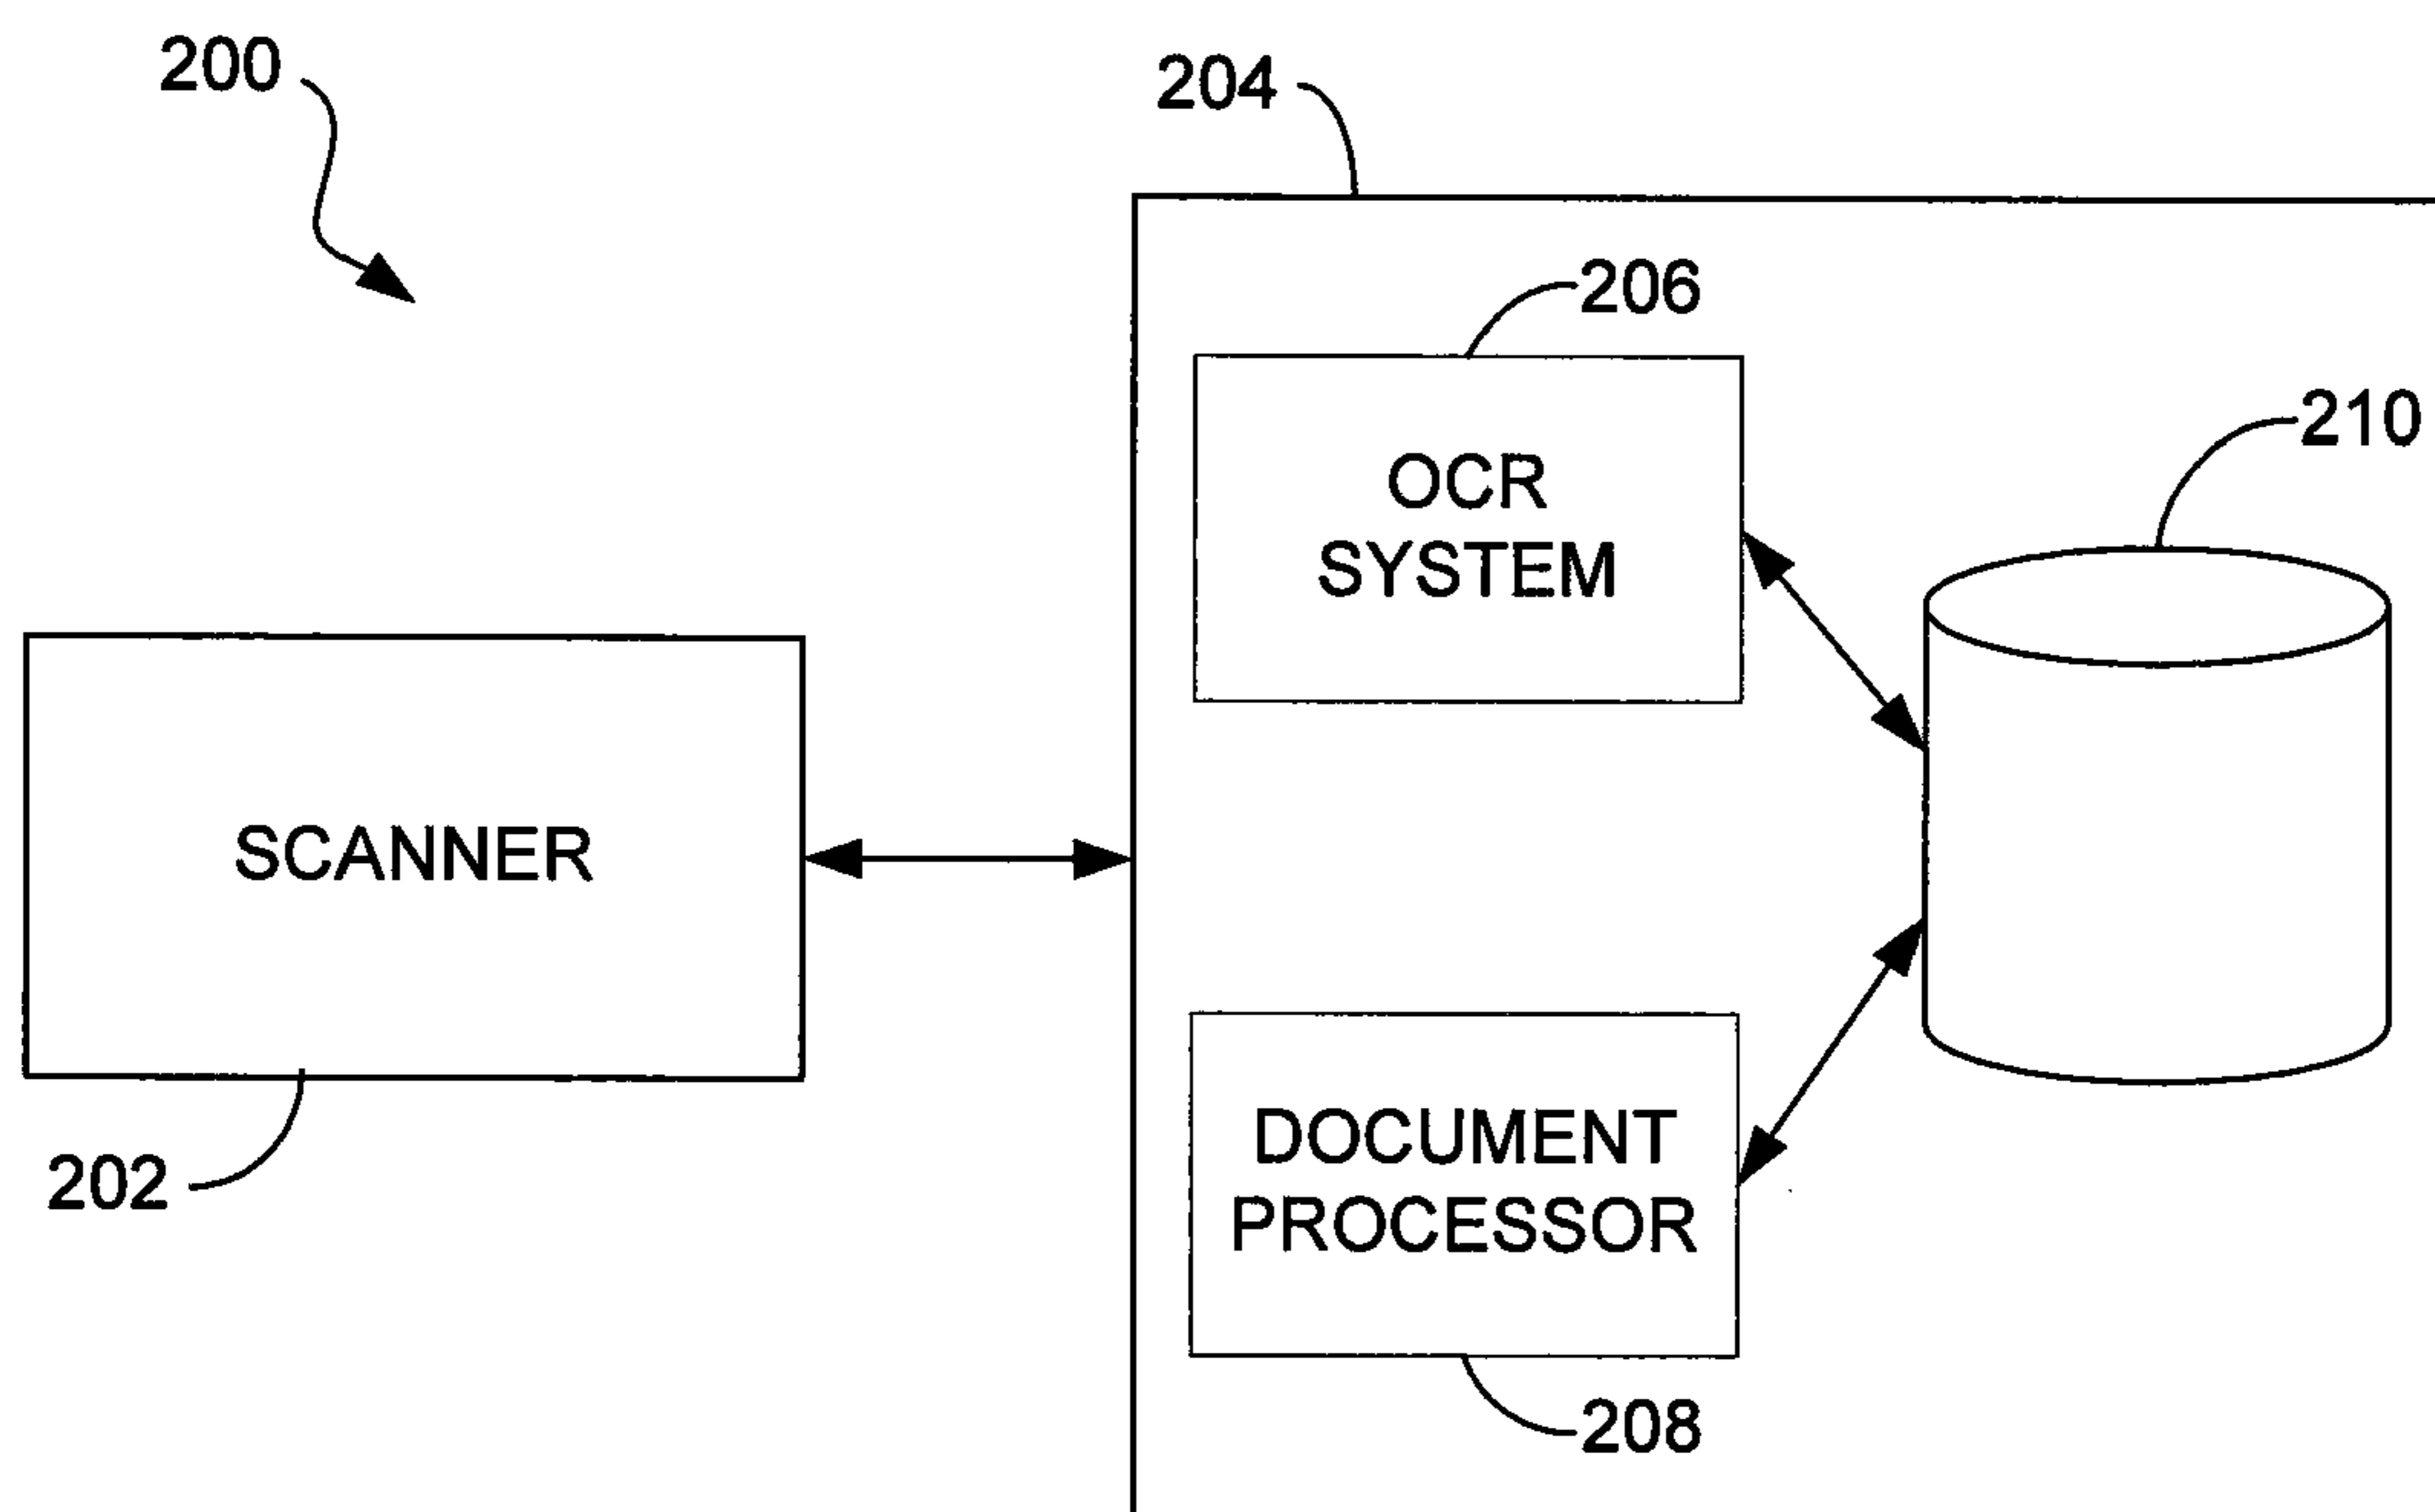 200
204
206
210
OCR
SYSTEM
SCANNER
202
DOCUMENT
PROCESSOR
208